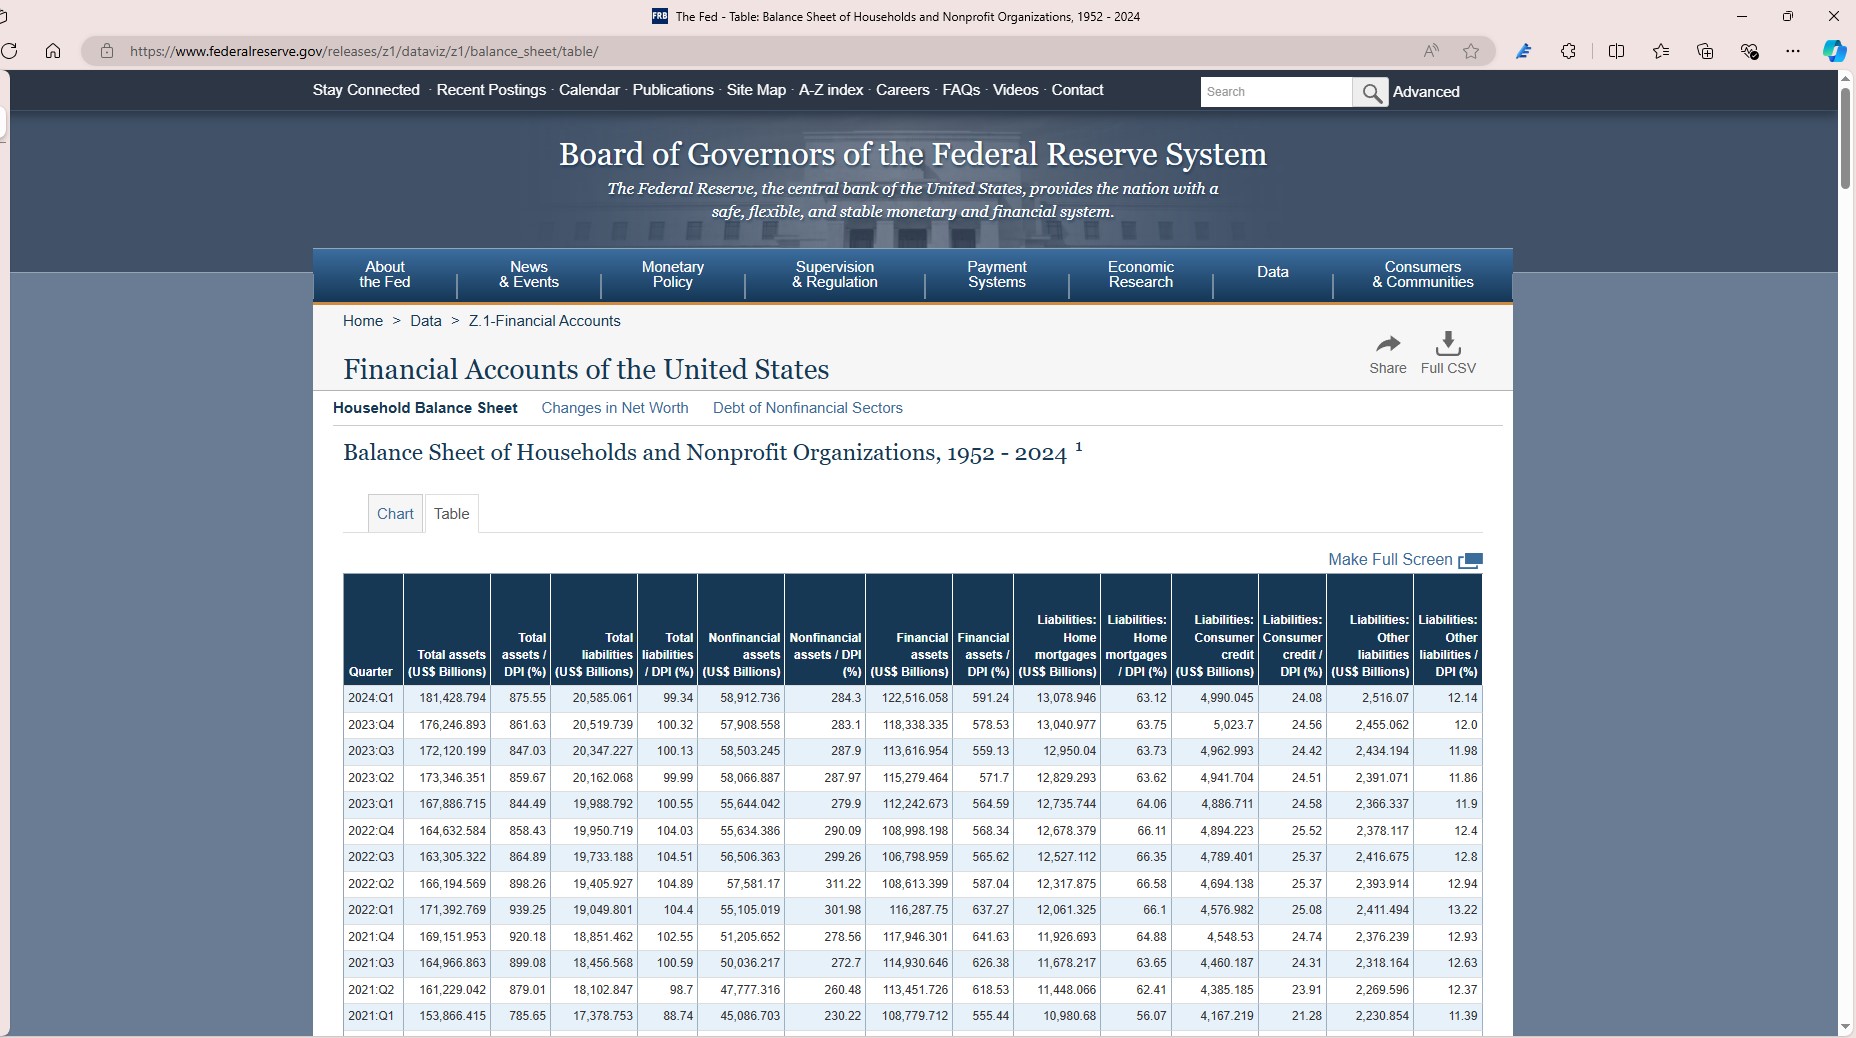 FRB The Fed - Table: Balance Sheet of Households and Nonprofit Organizations, 1952 - 2024
https://www.federalreserve.gov/releases/z1/dataviz/z1/balance_sheet/table/
Stay Connected · Recent Postings · Calendar · Publications · Site Map · A-Z index · Careers · FAQs · Videos · Contact
Search Advanced
Board of Governors of the Federal Reserve System
The Federal Reserve, the central bank of the United States, provides the nation with a
safe, flexible, and stable monetary and financial system.
About the Fed | News & Events | Monetary Policy | Supervision & Regulation | Payment Systems | Economic Research | Data | Consumers & Communities
Home > Data > Z.1-Financial Accounts
Financial Accounts of the United States
Share Full CSV
Household Balance Sheet Changes in Net Worth Debt of Nonfinancial Sectors
Balance Sheet of Households and Nonprofit Organizations, 1952 - 2024 1
Chart Table
Make Full Screen
Quarter | Total assets (US$ Billions) | Total assets / DPI (%) | Total liabilities (US$ Billions) | Total liabilities / DPI (%) | Nonfinancial assets (US$ Billions) | Nonfinancial assets / DPI (%) | Financial assets (US$ Billions) | Financial assets / DPI (%) | Liabilities: Home mortgages (US$ Billions) | Liabilities: Home mortgages / DPI (%) | Liabilities: Consumer credit (US$ Billions) | Liabilities: Consumer credit / DPI (%) | Liabilities: Other liabilities (US$ Billions) | Liabilities: Other liabilities / DPI (%)
2024:Q1 181,428.794 875.55 20,585.061 99.34 58,912.736 284.3 122,516.058 591.24 13,078.946 63.12 4,990.045 24.08 2,516.07 12.14
2023:Q4 176,246.893 861.63 20,519.739 100.32 57,908.558 283.1 118,338.335 578.53 13,040.977 63.75 5,023.7 24.56 2,455.062 12.0
2023:Q3 172,120.199 847.03 20,347.227 100.13 58,503.245 287.9 113,616.954 559.13 12,950.04 63.73 4,962.993 24.42 2,434.194 11.98
2023:Q2 173,346.351 859.67 20,162.068 99.99 58,066.887 287.97 115,279.464 571.7 12,829.293 63.62 4,941.704 24.51 2,391.071 11.86
2023:Q1 167,886.715 844.49 19,988.792 100.55 55,644.042 279.9 112,242.673 564.59 12,735.744 64.06 4,886.711 24.58 2,366.337 11.9
2022:Q4 164,632.584 858.43 19,950.719 104.03 55,634.386 290.09 108,998.198 568.34 12,678.379 66.11 4,894.223 25.52 2,378.117 12.4
2022:Q3 163,305.322 864.89 19,733.188 104.51 56,506.363 299.26 106,798.959 565.62 12,527.112 66.35 4,789.401 25.37 2,416.675 12.8
2022:Q2 166,194.569 898.26 19,405.927 104.89 57,581.17 311.22 108,613.399 587.04 12,317.875 66.58 4,694.138 25.37 2,393.914 12.94
2022:Q1 171,392.769 939.25 19,049.801 104.4 55,105.019 301.98 116,287.75 637.27 12,061.325 66.1 4,576.982 25.08 2,411.494 13.22
2021:Q4 169,151.953 920.18 18,851.462 102.55 51,205.652 278.56 117,946.301 641.63 11,926.693 64.88 4,548.53 24.74 2,376.239 12.93
2021:Q3 164,966.863 899.08 18,456.568 100.59 50,036.217 272.7 114,930.646 626.38 11,678.217 63.65 4,460.187 24.31 2,318.164 12.63
2021:Q2 161,229.042 879.01 18,102.847 98.7 47,777.316 260.48 113,451.726 618.53 11,448.066 62.41 4,385.185 23.91 2,269.596 12.37
2021:Q1 153,866.415 785.65 17,378.753 88.74 45,086.703 230.22 108,779.712 555.44 10,980.68 56.07 4,167.219 21.28 2,230.854 11.39